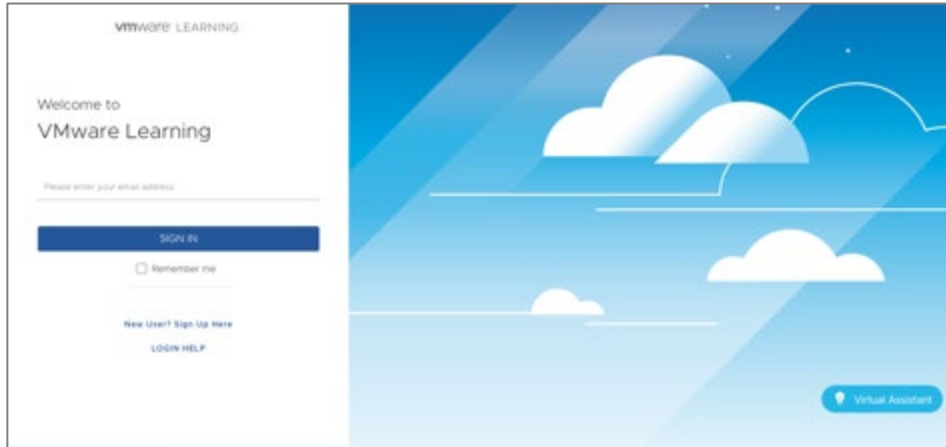 vmware LEARNING
Welcome to
VMware Learning
Please enter your email address
SIGN IN
Remember me
New User? Sign Up Here
LOGIN HELP
Virtual Assistant